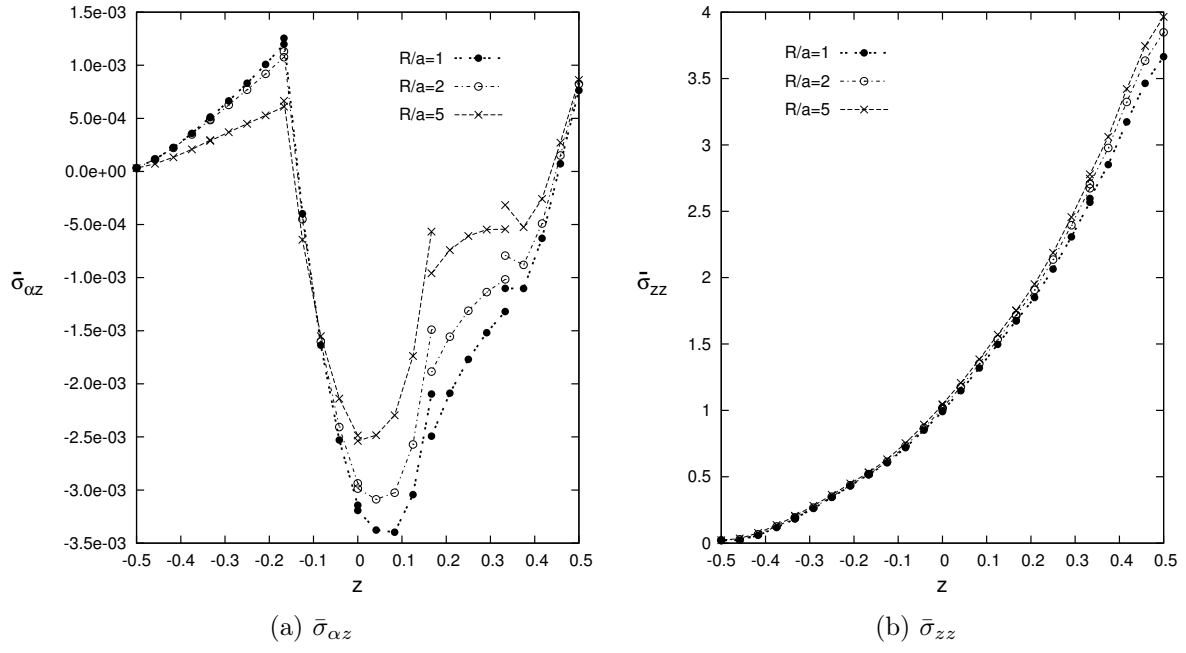 1.5e-03
1.0e-03
5.0e-04
0.0e+00
-5.0e-04
-1.0e-03
-1.5e-03
-2.0e-03
-2.5e-03
-3.0e-03
-3.5e-03
σ̄αz
R/a=1
R/a=2
R/a=5
-0.5 -0.4 -0.3 -0.2 -0.1 0 0.1 0.2 0.3 0.4 0.5
z
(a) σ̄αz
4
3.5
3
2.5
2
1.5
1
0.5
0
σ̄zz
R/a=1
R/a=2
R/a=5
-0.5 -0.4 -0.3 -0.2 -0.1 0 0.1 0.2 0.3 0.4 0.5
z
(b) σ̄zz